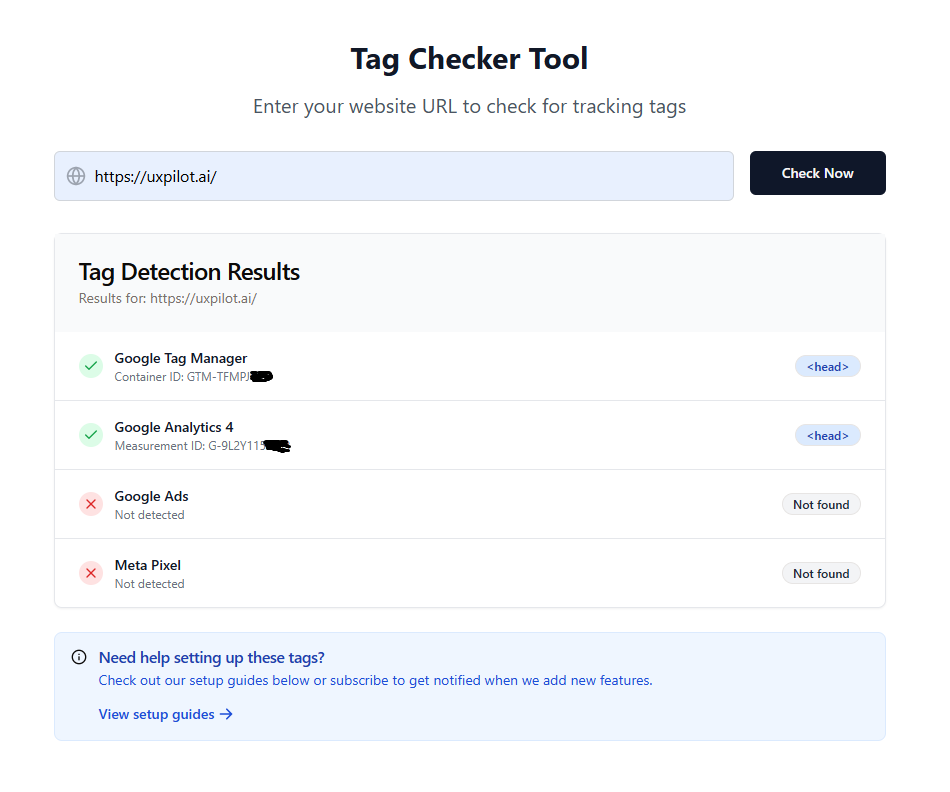 Tag Checker Tool
Enter your website URL to check for tracking tags
https://uxpilot.ai/
Check Now
Tag Detection Results
Results for: https://uxpilot.ai/
Google Tag Manager
Container ID: GTM-TFMPJ
<head>
Google Analytics 4
Measurement ID: G-9L2Y115
<head>
Google Ads
Not detected
Not found
Meta Pixel
Not detected
Not found
Need help setting up these tags?
Check out our setup guides below or subscribe to get notified when we add new features.
View setup guides →